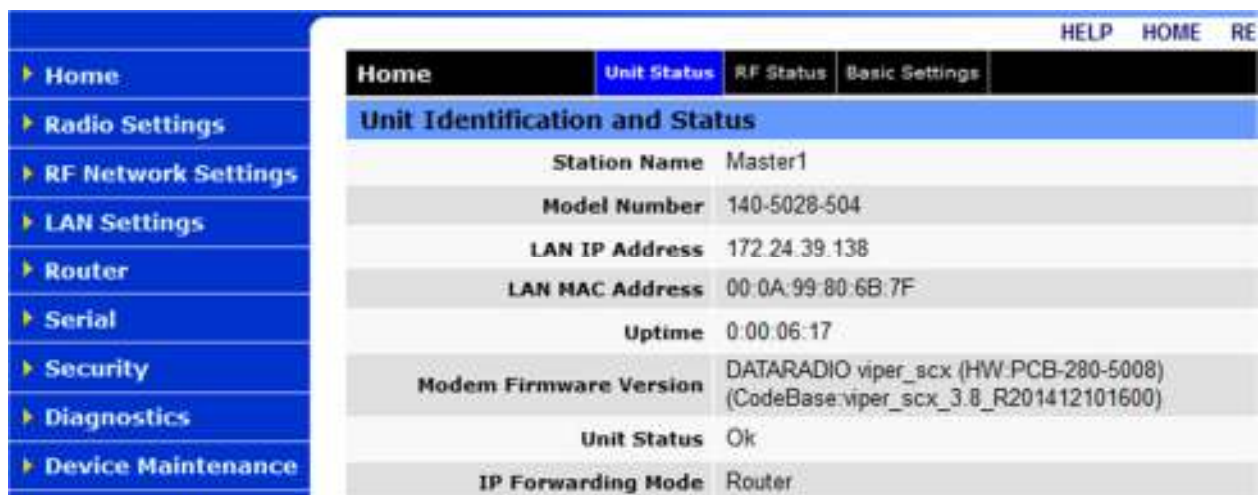 HELP HOME RE
Home
Radio Settings
RF Network Settings
LAN Settings
Router
Serial
Security
Diagnostics
Device Maintenance
Home Unit Status RF Status Basic Settings
Unit Identification and Status
Station Name Master1
Model Number 140-5028-504
LAN IP Address 172.24.39.138
LAN MAC Address 00:0A:99:80:6B:7F
Uptime 0:00:06:17
Modem Firmware Version DATARADIO viper_scx (HW:PCB-280-5008)
(CodeBase:viper_scx_3.8_R201412101600)
Unit Status Ok
IP Forwarding Mode Router